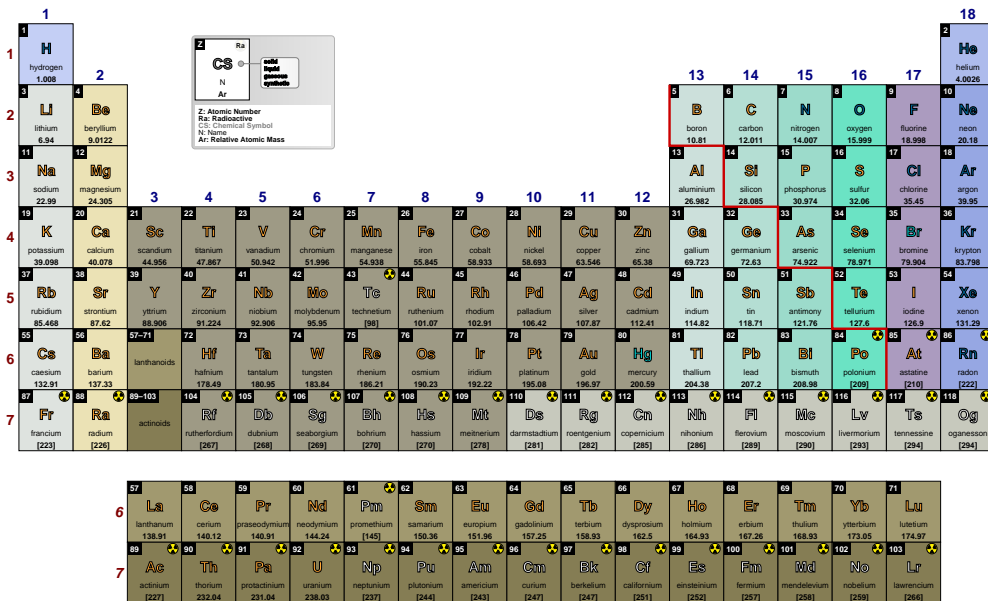 1 18
1 H 2 He
hydrogen helium
1.008 2 13 14 15 16 17 4.0026
Z Ra
CS solid liquid gaseous synthetic
N
Ar
Z: Atomic Number
Ra: Radioactive
CS: Chemical Symbol
N: Name
Ar: Relative Atomic Mass
1
2
3 4 5 6 7 8 9 10
Li Be B C N O F Ne
lithium beryllium boron carbon nitrogen oxygen fluorine neon
6.94 9.0122 10.81 12.011 14.007 15.999 18.998 20.18
3
11 12 13 14 15 16 17 18
Na Mg Al Si P S Cl Ar
sodium magnesium aluminium silicon phosphorus sulfur chlorine argon
22.99 24.305 26.982 28.085 30.974 32.06 35.45 39.95
3 4 5 6 7 8 9 10 11 12
4
19 20 21 22 23 24 25 26 27 28 29 30 31 32 33 34 35 36
K Ca Sc Ti V Cr Mn Fe Co Ni Cu Zn Ga Ge As Se Br Kr
potassium calcium scandium titanium vanadium chromium manganese iron cobalt nickel copper zinc gallium germanium arsenic selenium bromine krypton
39.098 40.078 44.956 47.867 50.942 51.996 54.938 55.845 58.933 58.693 63.546 65.38 69.723 72.63 74.922 78.971 79.904 83.798
5
37 38 39 40 41 42 43 44 45 46 47 48 49 50 51 52 53 54
Rb Sr Y Zr Nb Mo Tc Ru Rh Pd Ag Cd In Sn Sb Te I Xe
rubidium strontium yttrium zirconium niobium molybdenum technetium ruthenium rhodium palladium silver cadmium indium tin antimony tellurium iodine xenon
85.468 87.62 88.906 91.224 92.906 95.95 [98] 101.07 102.91 106.42 107.87 112.41 114.82 118.71 121.76 127.6 126.9 131.29
6
55 56 57–71 72 73 74 75 76 77 78 79 80 81 82 83 84 85 86
Cs Ba lanthanoids Hf Ta W Re Os Ir Pt Au Hg Tl Pb Bi Po At Rn
caesium barium hafnium tantalum tungsten rhenium osmium iridium platinum gold mercury thallium lead bismuth polonium astatine radon
132.91 137.33 178.49 180.95 183.84 186.21 190.23 192.22 195.08 196.97 200.59 204.38 207.2 208.98 [209] [210] [222]
7
87 88 89–103 104 105 106 107 108 109 110 111 112 113 114 115 116 117 118
Fr Ra actinoids Rf Db Sg Bh Hs Mt Ds Rg Cn Nh Fl Mc Lv Ts Og
francium radium rutherfordium dubnium seaborgium bohrium hassium meitnerium darmstadtium roentgenium copernicium nihonium flerovium moscovium livermorium tennessine oganesson
[223] [226] [267] [268] [269] [270] [270] [278] [281] [282] [285] [286] [289] [290] [293] [294] [294]
6
57 58 59 60 61 62 63 64 65 66 67 68 69 70 71
La Ce Pr Nd Pm Sm Eu Gd Tb Dy Ho Er Tm Yb Lu
lanthanum cerium praseodymium neodymium promethium samarium europium gadolinium terbium dysprosium holmium erbium thulium ytterbium lutetium
138.91 140.12 140.91 144.24 [145] 150.36 151.96 157.25 158.93 162.5 164.93 167.26 168.93 173.05 174.97
7
89 90 91 92 93 94 95 96 97 98 99 100 101 102 103
Ac Th Pa U Np Pu Am Cm Bk Cf Es Fm Md No Lr
actinium thorium protactinium uranium neptunium plutonium americium curium berkelium californium einsteinium fermium mendelevium nobelium lawrencium
[227] 232.04 231.04 238.03 [237] [244] [243] [247] [247] [251] [252] [257] [258] [259] [266]